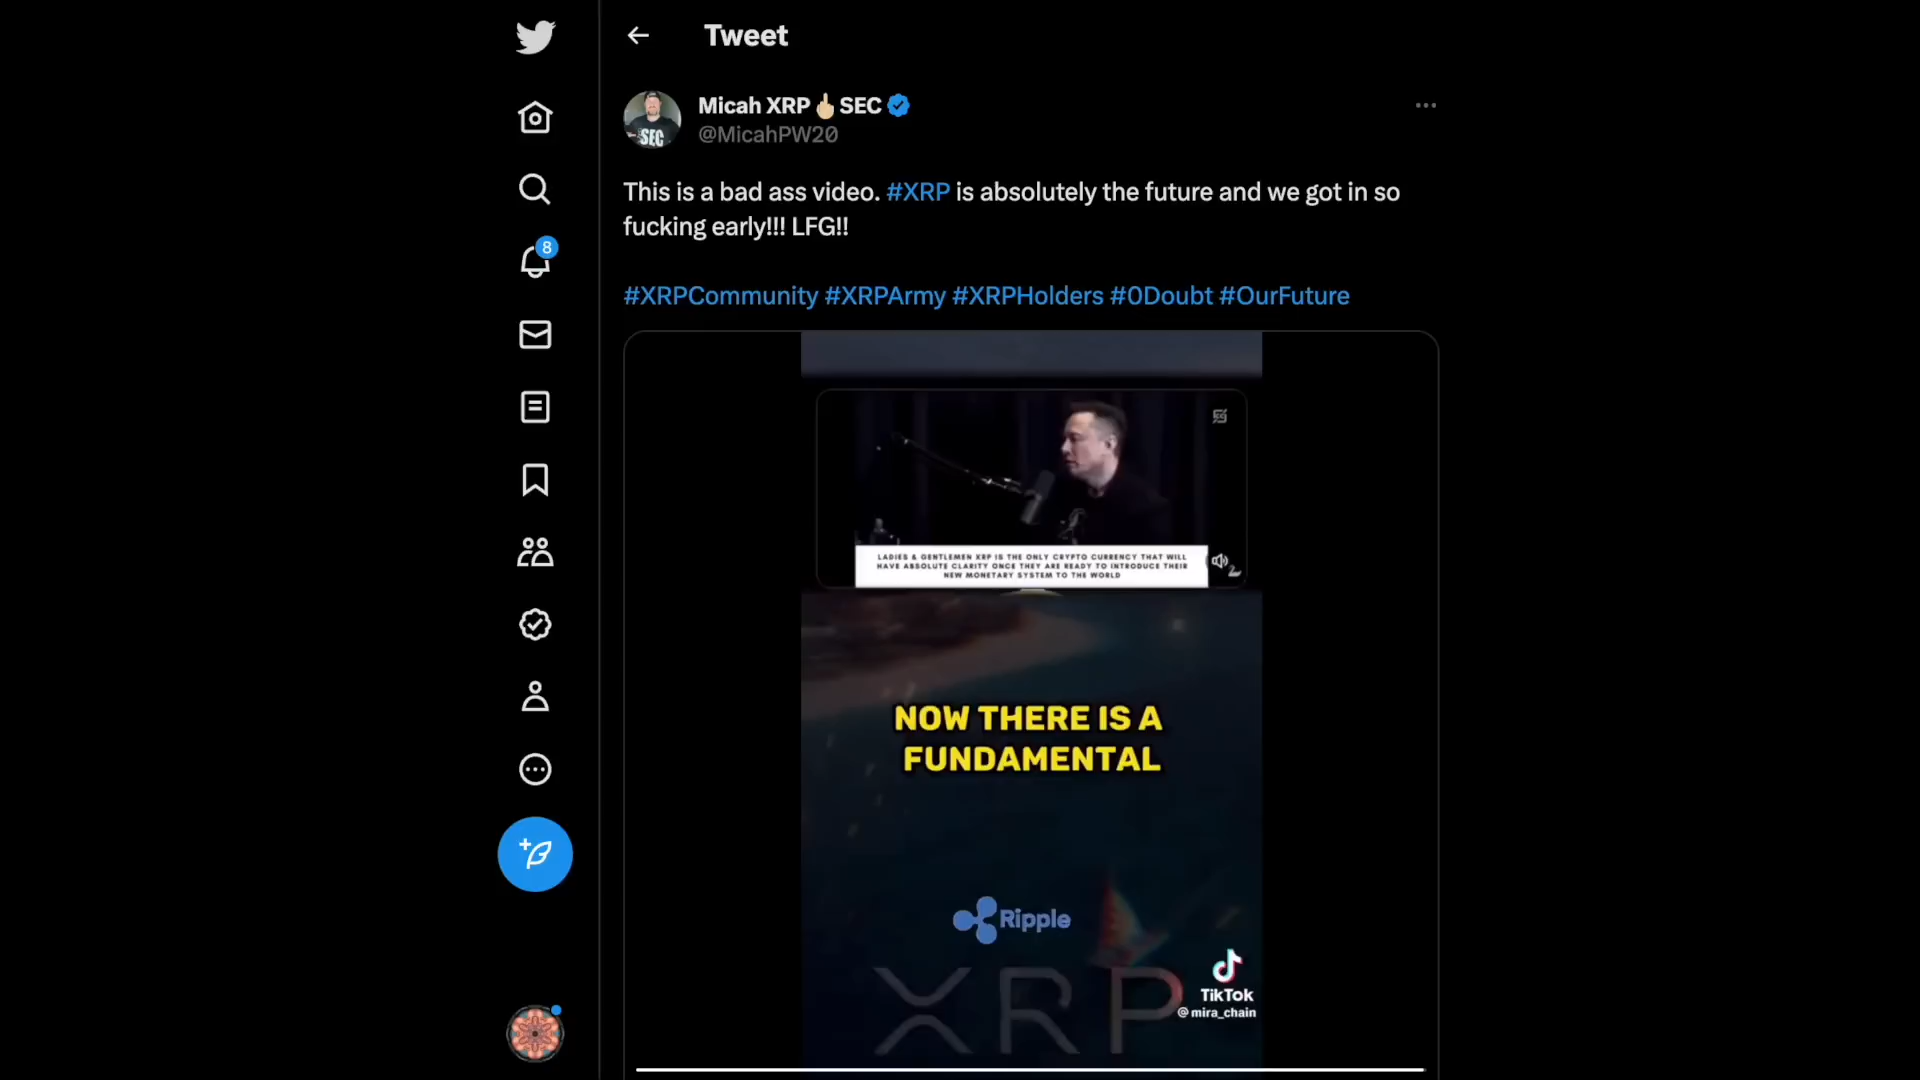 Tweet
Micah XRP🖕🏼SEC
@MicahPW20
SEC
This is a bad ass video. #XRP is absolutely the future and we got in so
fucking early!!! LFG!!
#XRPCommunity #XRPArmy #XRPHolders #0Doubt #OurFuture
8
LADIES & GENTLEMEN XRP IS THE ONLY CRYPTO CURRENCY THAT WILL
HAVE ABSOLUTE CLARITY ONCE THEY ARE READY TO INTRODUCE THEIR
NEW MONETARY SYSTEM TO THE WORLD
NOW THERE IS A
FUNDAMENTAL
Ripple
XRP
TikTok
@mira_chain